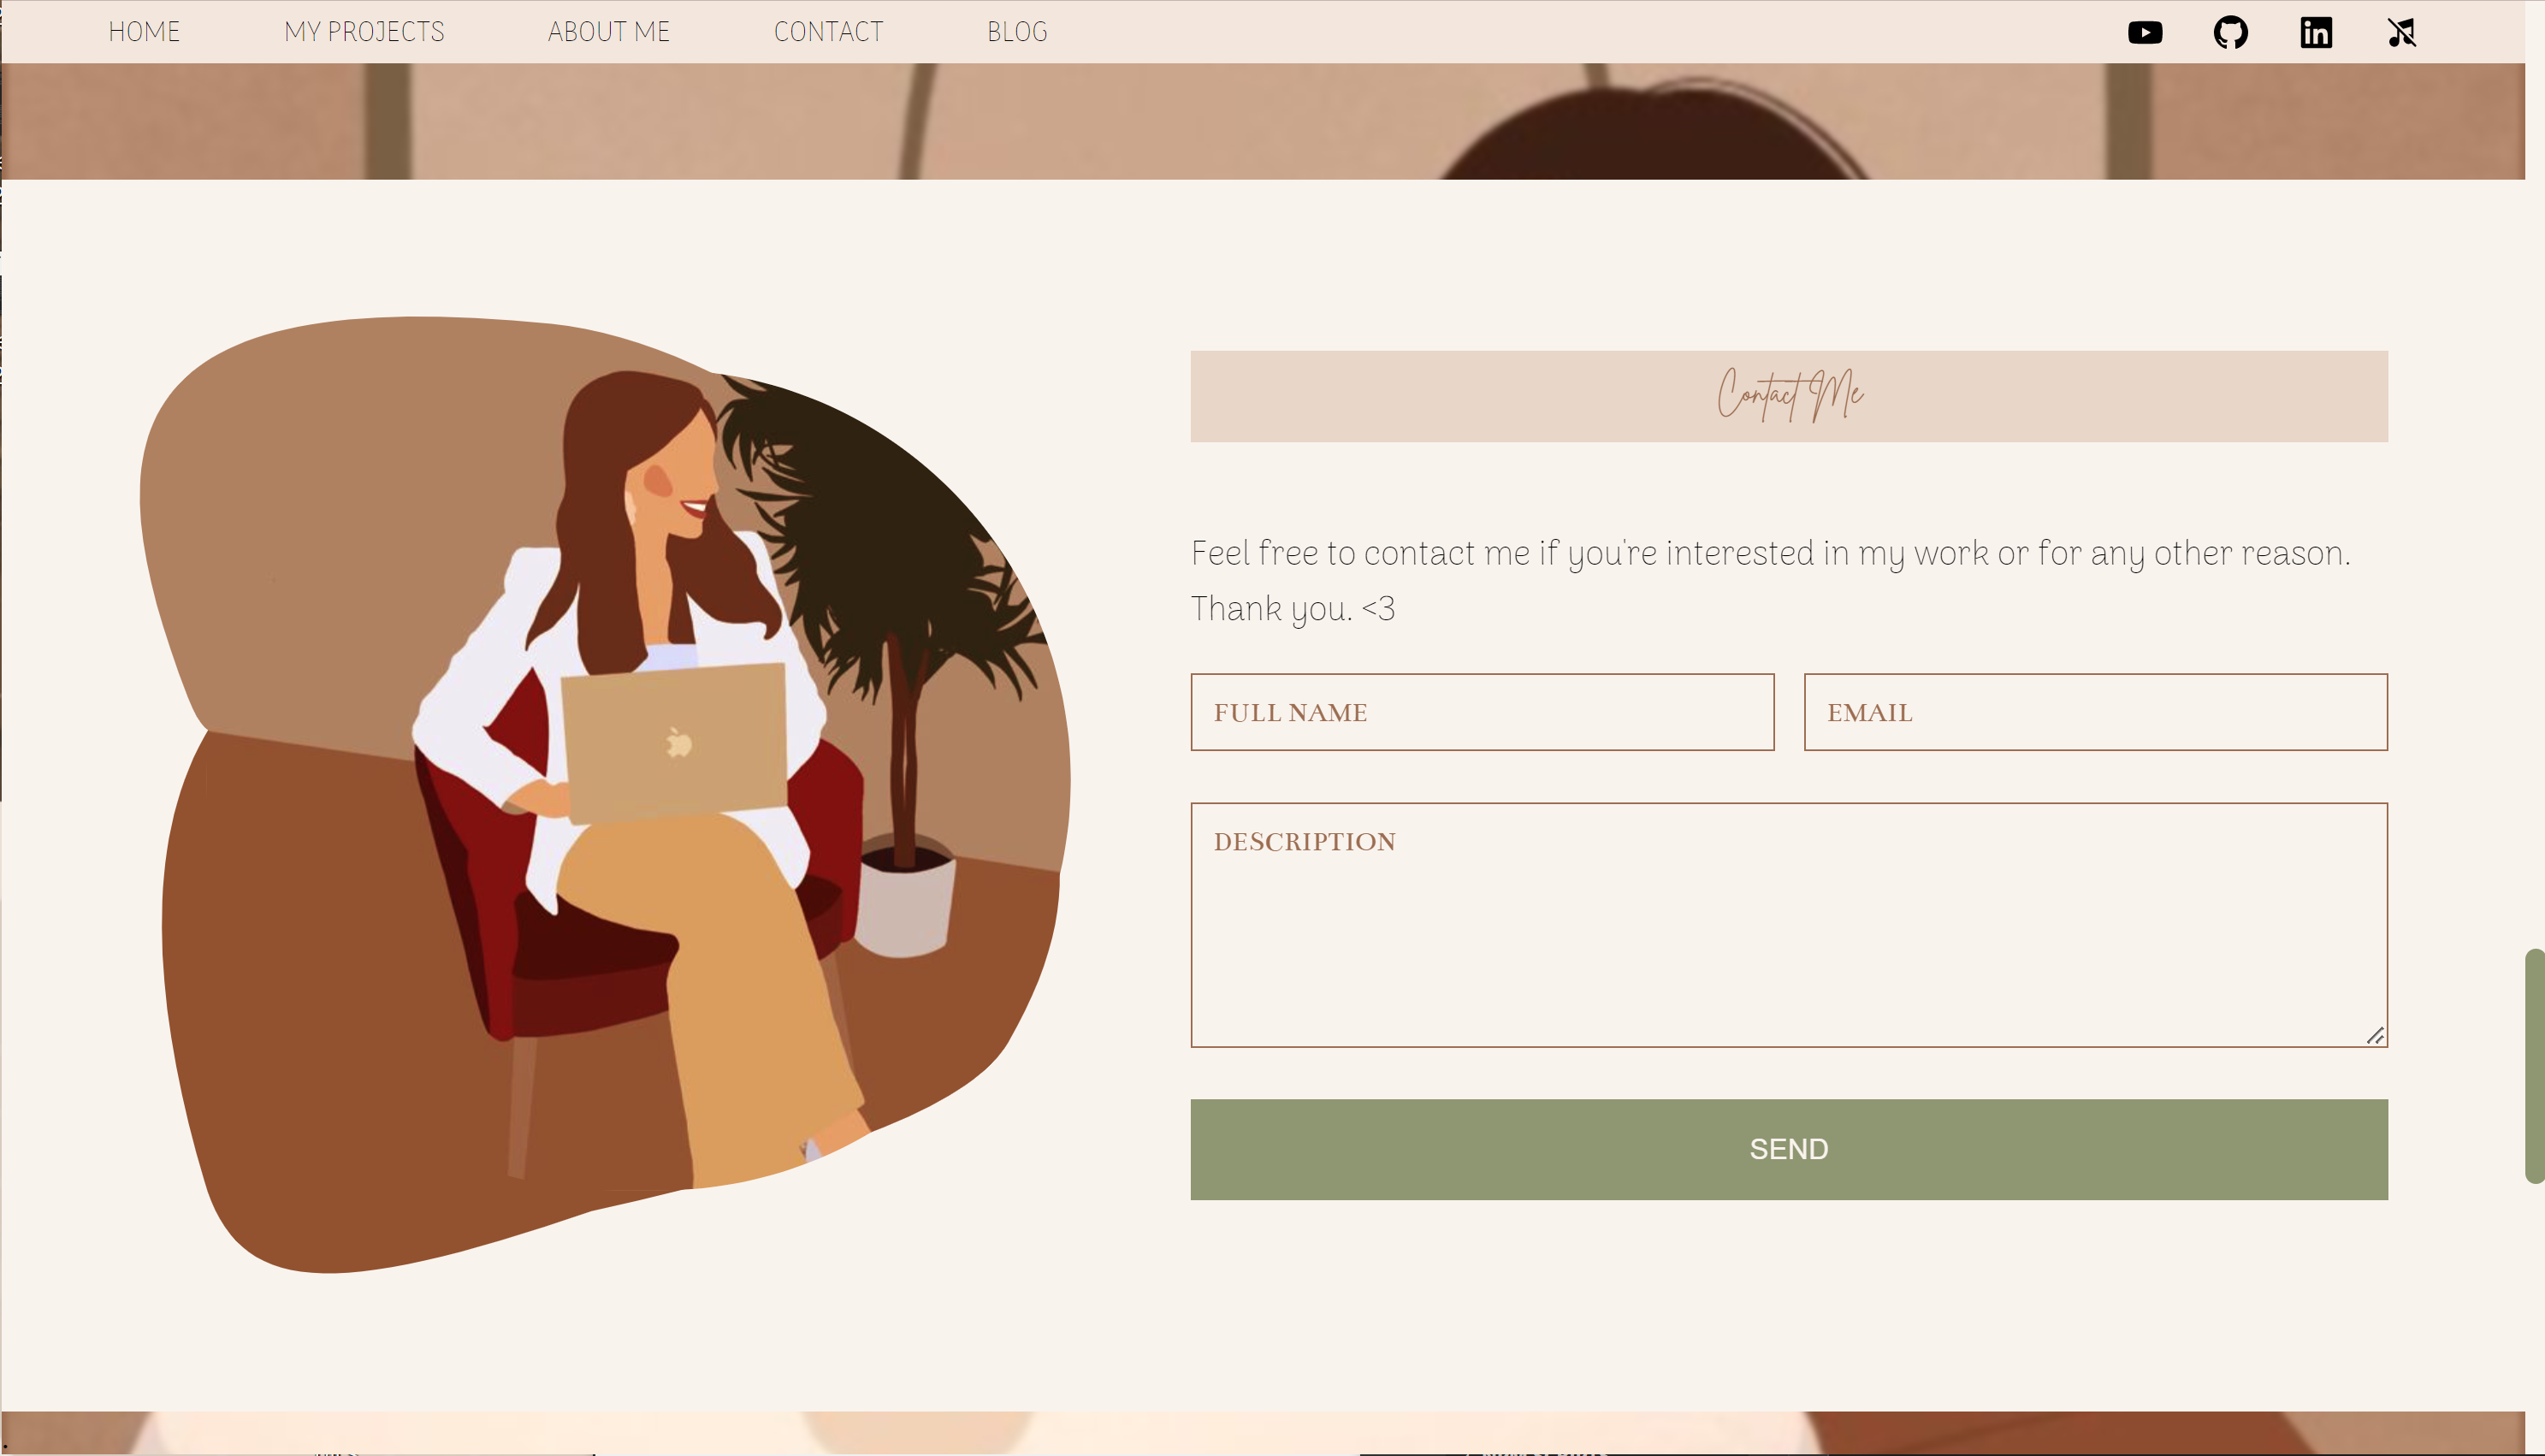 HOME MY PROJECTS ABOUT ME CONTACT BLOG
Contact Me
Feel free to contact me if you're interested in my work or for any other reason.
Thank you. <3
FULL NAME EMAIL
DESCRIPTION
SEND